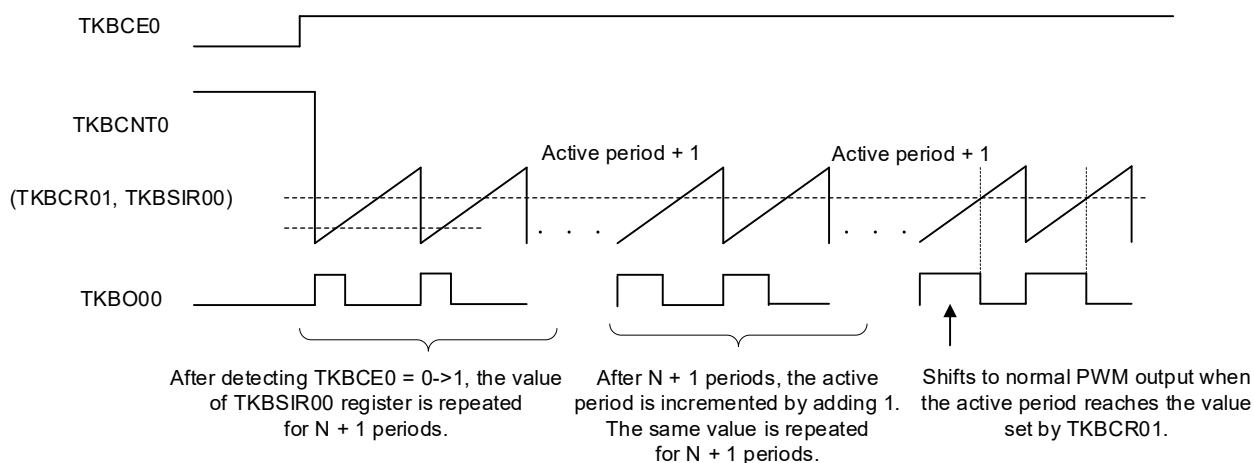 TKBCE0
TKBCNT0
Active period + 1
Active period + 1
(TKBCR01, TKBSIR00)
. . .
. . .
TKBO00
After detecting TKBCE0 = 0->1, the value
of TKBSIR00 register is repeated
for N + 1 periods.
After N + 1 periods, the active
period is incremented by adding 1.
The same value is repeated
for N + 1 periods.
Shifts to normal PWM output when
the active period reaches the value
set by TKBCR01.